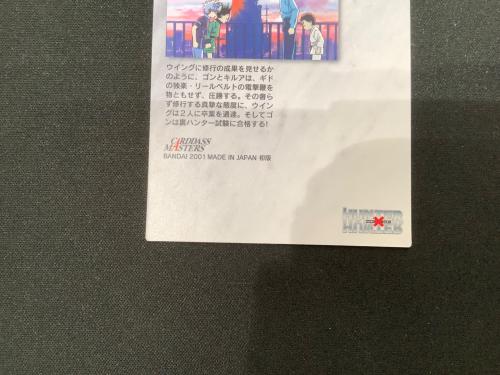 ウイングに修行の成果を見せるか
のように、ゴンとキルアは、ギド
の独楽・リールベルトの電撃鞭を
物ともせず、圧勝する。その奢ら
ず修行する真摯な態度に、ウイン
グは2人に卒業を通達。そしてゴ
ンは裏ハンター試験に合格する!
CARDDASS
MASTERS
BANDAI 2001 MADE IN JAPAN 初版
HUNTER
HUNTER